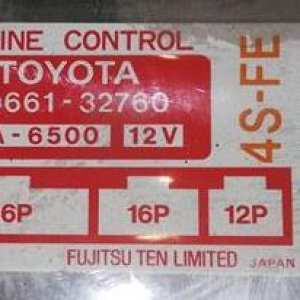 INE CONTROL
TOYOTA
661-32760
A-6500 12V
4S-FE
6P 16P 12P
FUJITSU TEN LIMITED JAPAN